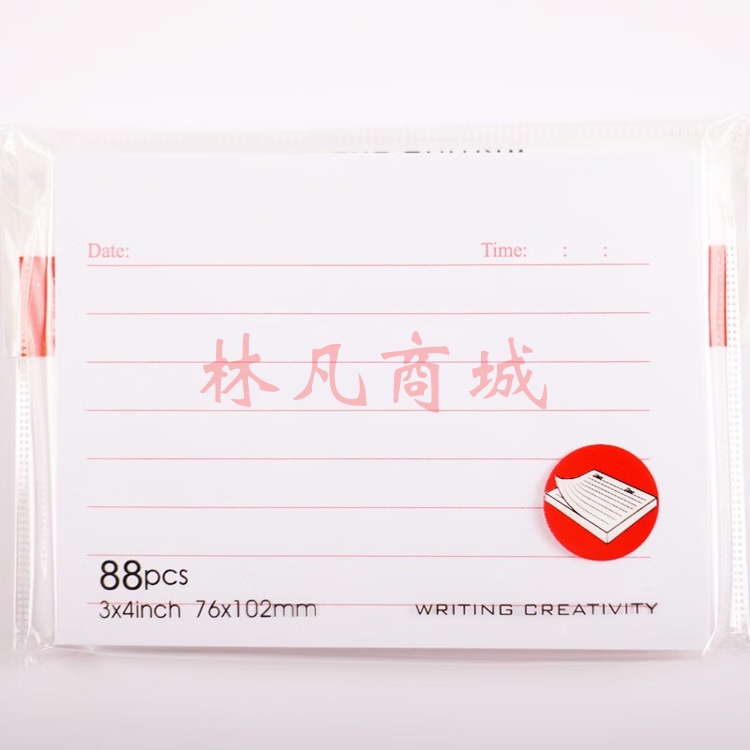 Date: Time: : :
林凡商城
88pcs
3x4inch 76x102mm WRITING CREATIVITY